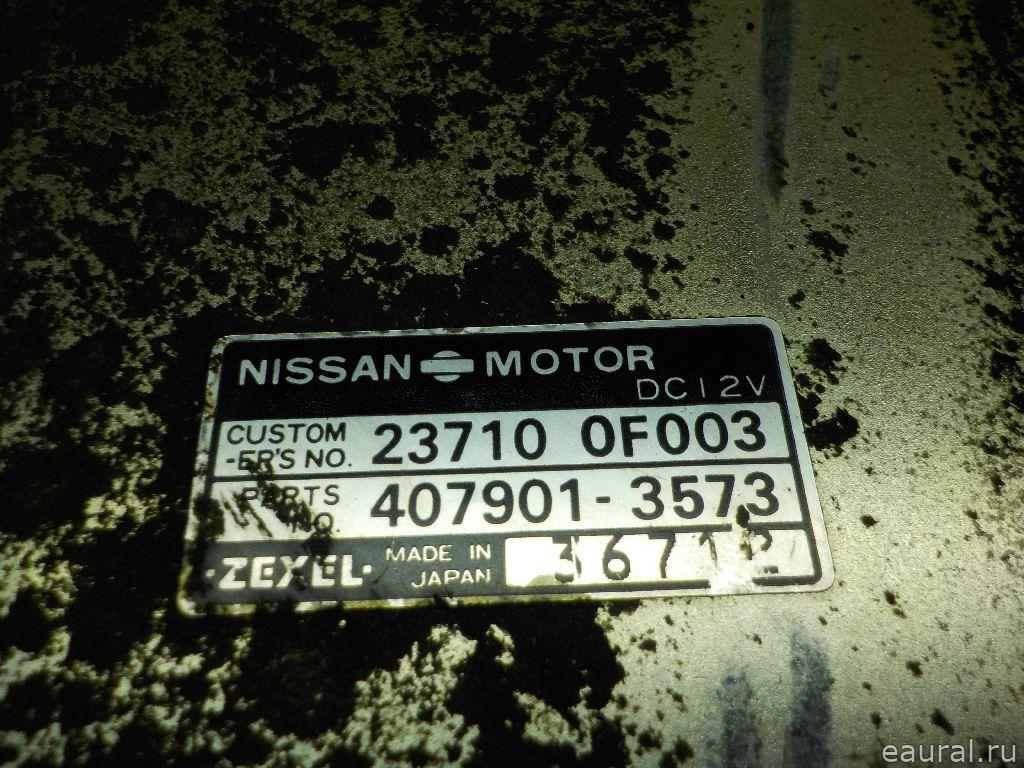 NISSAN MOTOR
DC12V
CUSTOM
-ER'S NO. 23710 0F003
PARTS
NO. 407901-3573
·ZEXEL· MADE IN
JAPAN
eaural.ru